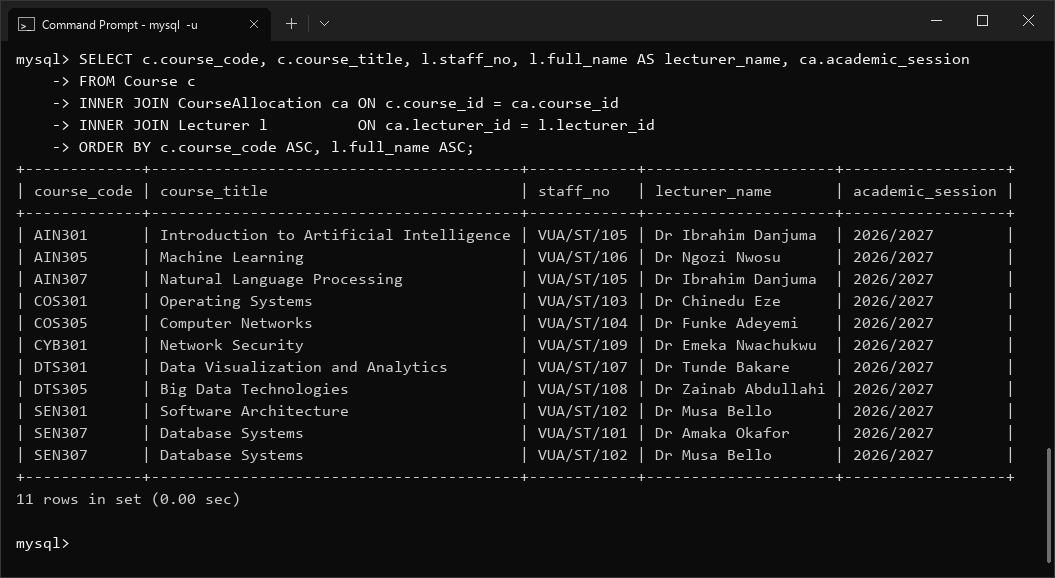 Command Prompt - mysql  -u
mysql> SELECT c.course_code, c.course_title, l.staff_no, l.full_name AS lecturer_name, ca.academic_session
    -> FROM Course c
    -> INNER JOIN CourseAllocation ca ON c.course_id = ca.course_id
    -> INNER JOIN Lecturer l          ON ca.lecturer_id = l.lecturer_id
    -> ORDER BY c.course_code ASC, l.full_name ASC;
+-------------+-----------------------------------------+------------+---------------------+------------------+
| course_code | course_title                            | staff_no   | lecturer_name       | academic_session |
+-------------+-----------------------------------------+------------+---------------------+------------------+
| AIN301      | Introduction to Artificial Intelligence | VUA/ST/105 | Dr Ibrahim Danjuma  | 2026/2027        |
| AIN305      | Machine Learning                        | VUA/ST/106 | Dr Ngozi Nwosu      | 2026/2027        |
| AIN307      | Natural Language Processing             | VUA/ST/105 | Dr Ibrahim Danjuma  | 2026/2027        |
| COS301      | Operating Systems                       | VUA/ST/103 | Dr Chinedu Eze      | 2026/2027        |
| COS305      | Computer Networks                       | VUA/ST/104 | Dr Funke Adeyemi    | 2026/2027        |
| CYB301      | Network Security                        | VUA/ST/109 | Dr Emeka Nwachukwu  | 2026/2027        |
| DTS301      | Data Visualization and Analytics        | VUA/ST/107 | Dr Tunde Bakare     | 2026/2027        |
| DTS305      | Big Data Technologies                   | VUA/ST/108 | Dr Zainab Abdullahi | 2026/2027        |
| SEN301      | Software Architecture                   | VUA/ST/102 | Dr Musa Bello       | 2026/2027        |
| SEN307      | Database Systems                        | VUA/ST/101 | Dr Amaka Okafor     | 2026/2027        |
| SEN307      | Database Systems                        | VUA/ST/102 | Dr Musa Bello       | 2026/2027        |
+-------------+-----------------------------------------+------------+---------------------+------------------+
11 rows in set (0.00 sec)
mysql>